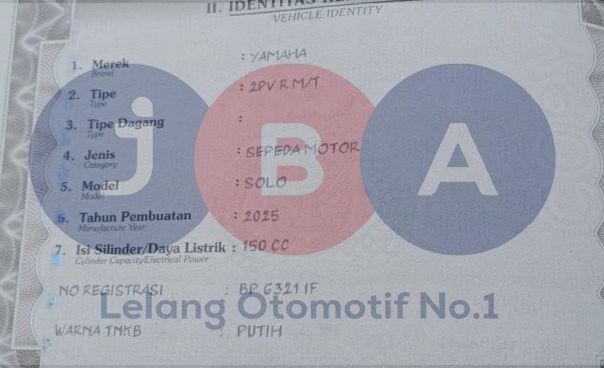 II. IDENTITAS
VEHICLE IDENTITY
1. Merek : YAMAHA
Brand
2. Tipe : 2PV R M/T
Type
3. Tipe Dagang :
Type
4. Jenis : SEPEDA MOTOR
Category
5. Model : SOLO
Model
6. Tahun Pembuatan : 2025
Manufacture Year
7. Isi Silinder/Daya Listrik : 150 CC
Cylinder Capacity/Electrical Power
NO REGISTRASI : BP 6321 IF
WARNA TNKB : PUTIH
JBA
Lelang Otomotif No.1